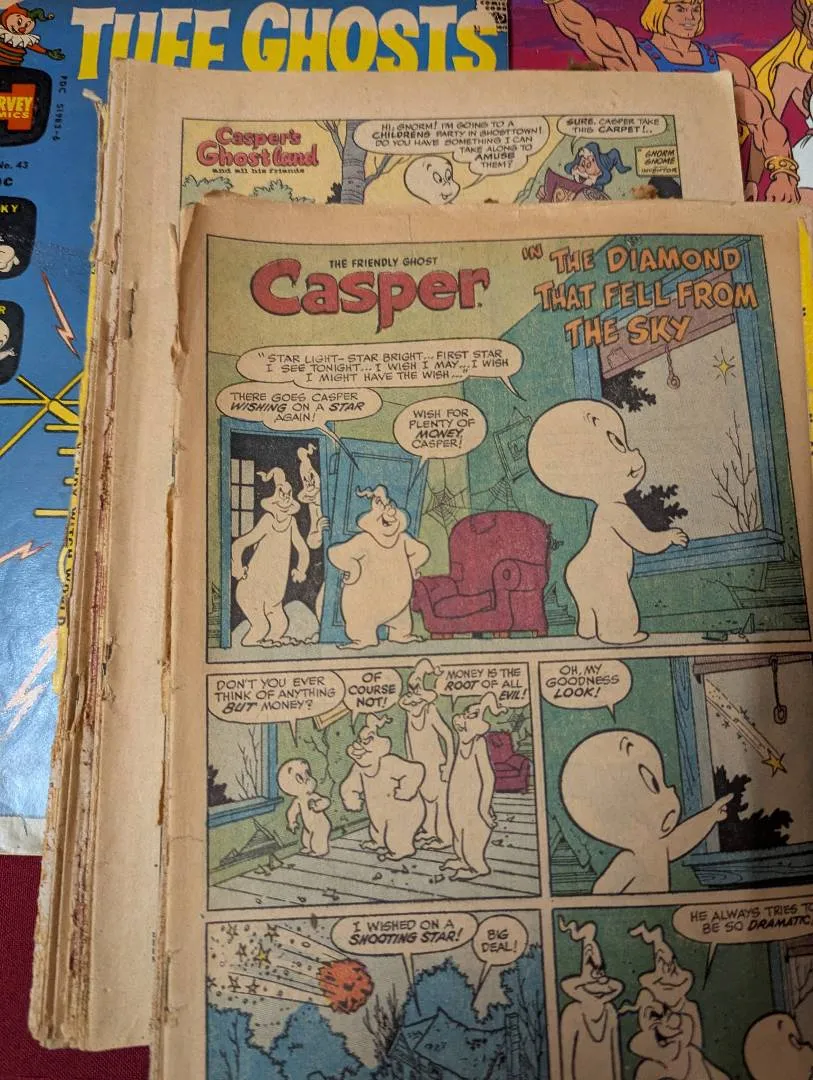 TUFF GHOSTS
No. 43
KY
R
Casper's
Ghostland
and all his friends
HI, GNORM! I'M GOING TO A
CHILDRENS PARTY IN GHOSTTOWN!
DO YOU HAVE SOMETHING I CAN
TAKE ALONG TO
AMUSE
THEM?
SURE, CASPER TAKE
THIS CARPET!..
GNORM
GNOME
INVENTOR
THE FRIENDLY GHOST
Casper
IN THE DIAMOND
THAT FELL FROM
THE SKY
"STAR LIGHT- STAR BRIGHT... FIRST STAR
I SEE TONIGHT... I WISH I MAY... I WISH
I MIGHT HAVE THE WISH..."
THERE GOES CASPER
WISHING ON A STAR
AGAIN!
WISH FOR
PLENTY OF
MONEY,
CASPER!
DON'T YOU EVER
THINK OF ANYTHING
BUT MONEY?
OF
COURSE
NOT!
MONEY IS THE
ROOT OF ALL
EVIL!
OH, MY
GOODNESS
LOOK!
I WISHED ON A
SHOOTING STAR!
BIG
DEAL!
HE ALWAYS TRIES T
BE SO DRAMATIC,